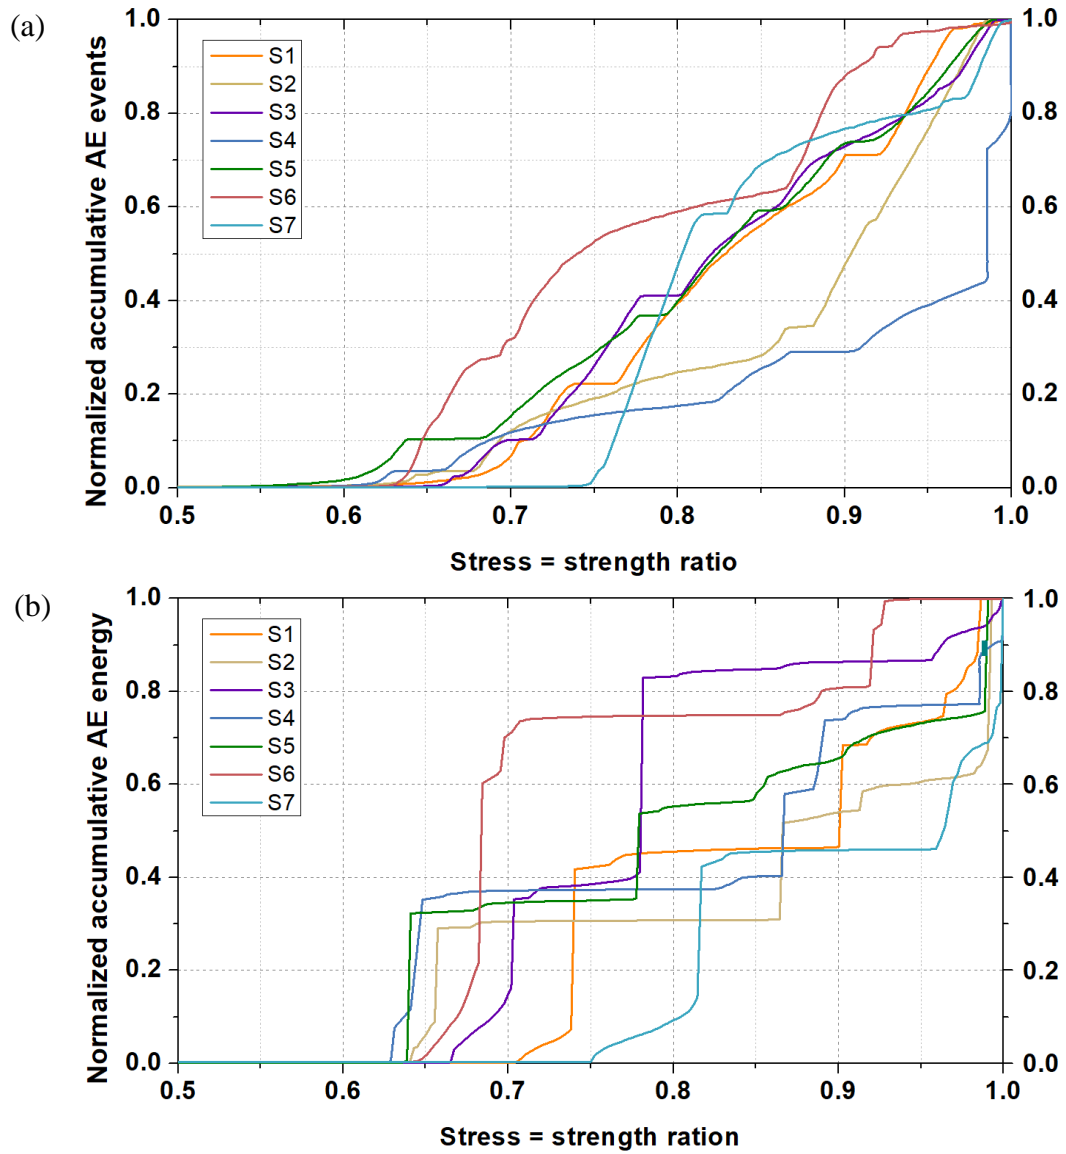 (a)
Normalized accumulative AE events
1.0
0.8
0.6
0.4
0.2
0.0
S1
S2
S3
S4
S5
S6
S7
1.0
0.8
0.6
0.4
0.2
0.0
0.5 0.6 0.7 0.8 0.9 1.0
Stress = strength ratio
(b)
Normalized accumulative AE energy
1.0
0.8
0.6
0.4
0.2
0.0
S1
S2
S3
S4
S5
S6
S7
1.0
0.8
0.6
0.4
0.2
0.0
0.5 0.6 0.7 0.8 0.9 1.0
Stress = strength ration